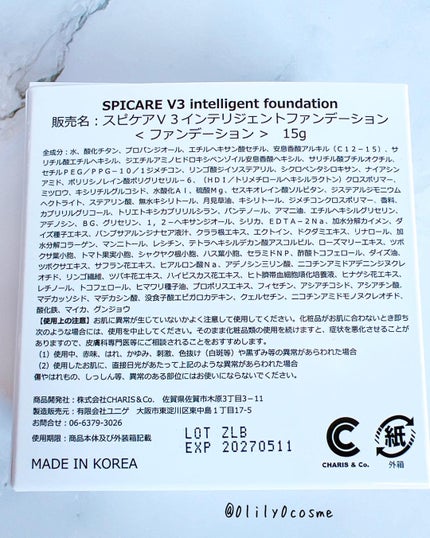 SPICARE V3 intelligent foundation
販売名：スピケアＶ３インテリジェントファンデーション
＜ ファンデーション ＞ 15g
全成分：水、酸化チタン、プロパンジオール、エチルヘキサン酸セチル、安息香酸アルキル（C１２－１５）、サ
リチル酸エチルヘキシル、ジエチルアミノヒドロキシベンゾイル安息香酸ヘキシル、サリチル酸ブチルオクチル、
セチルPEG／PPG－１０／１ジメチコン、リンゴ酸ジイソステアリル、シクロペンタシロキサン、ナイアシン
アミド、ポリリシノレイン酸ポリグリセリル－６、（HDI／トリメチロールヘキシルラクトン）クロスポリマー、
ミツロウ、キシリチルグルコシド、水酸化Al、硫酸Mg、セスキオレイン酸ソルビタン、ジステアルジモニウム
ヘクトライト、ステアリン酸、無水キシリトール、月見草油、キシリトール、ジメチコンクロスポリマー、香料、
カプリリルグリコール、トリエトキシカプリリルシラン、パンテノール、アマニ油、エチルヘキシルグリセリン、
アデノシン、BG、グリセリン、１,２－ヘキサンジオール、シリカ、EDTA－２Na、加水分解カイメン、ダ
イズ種子エキス、バンブサアルンジナセア液汁、クララ根エキス、エクトイン、ドクダミエキス、リナロール、加
水分解コラーゲン、マンニトール、レシチン、テトラヘキシルデカン酸アスコルビル、ローズマリーエキス、ツボ
クサ葉小胞、トマト果実小胞、シャクヤク根小胞、ハス葉小胞、セラミドNP、酢酸トコフェロール、ダイズ油、
ツボクサエキス、サフラン花エキス、ヒアルロン酸Na、アデノシン三リン酸、ニコチンアミドアデニンジヌクレ
オチド、リンゴ繊維、ツバキ花エキス、ハイビスカス花エキス、ヒト臍帯血細胞順化培養液、ヒナゲシ花エキス、
レチノール、トコフェロール、ヒマワリ種子油、プロポリスエキス、フィセチン、アシアチコシド、アシアチン酸、
マデカッソシド、マデカシン酸、没食子酸エピガロカテキン、クェルセチン、ニコチンアミドモノヌクレオチド、
酸化鉄、マイカ、グンジョウ
【使用上の注意】お肌に異常が生じていないかよく注意して使用してください。化粧品がお肌に合わないとき即ち
次のような場合には、使用を中止してください。そのまま化粧品類の使用を続けますと、症状を悪化させることが
ありますので、皮膚科専門医等にご相談されることをおすすめします。
（1）使用中、赤味、はれ、かゆみ、刺激、色抜け（白斑等）や黒ずみ等の異常があらわれた場合
（2）使用したお肌に、直接日光があたって上記のような異常があらわれた場合
傷やはれもの、しっしん等、異常のある部位にはお使いにならないでください。
商品開発社：株式会社CHARIS＆Co. 佐賀県佐賀市木原3丁目3－11
製造販売元：有限会社ユニゲ 大阪市東淀川区東中島１丁目17-5
お問合せ：06-6379-3026
使用期限：商品本体及び外装箱記載
LOT ZLB
EXP 20270511
MADE IN KOREA
CHARIS & Co.
紙
外箱
@0lily0cosme